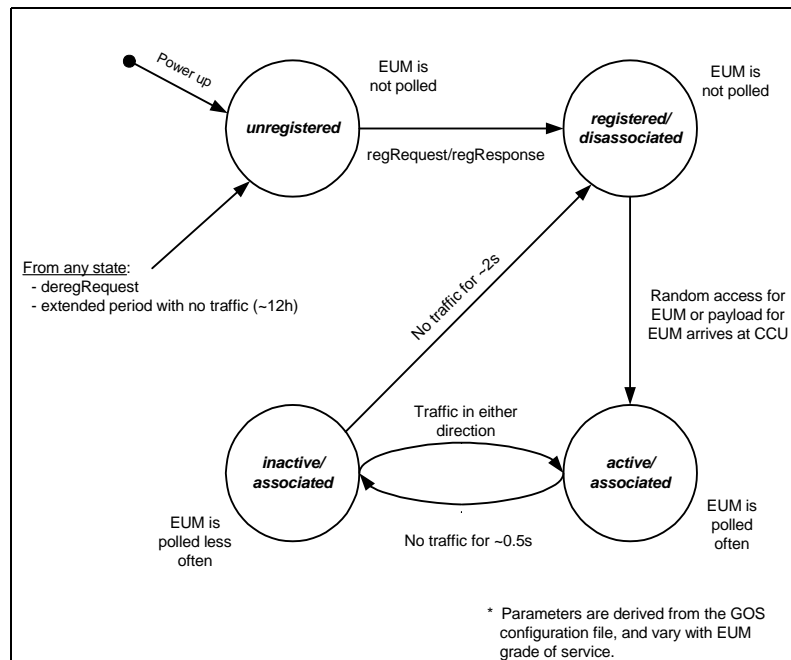 Power up
EUM is
not polled
EUM is
not polled
unregistered
registered/
disassociated
regRequest/regResponse
From any state:
- deregRequest
- extended period with no traffic (~12h)
No traffic for ~2s
Random access for
EUM or payload for
EUM arrives at CCU
Traffic in either
direction
inactive/
associated
active/
associated
EUM is
polled less
often
EUM is
polled
often
No traffic for ~0.5s
* Parameters are derived from the GOS
configuration file, and vary with EUM
grade of service.